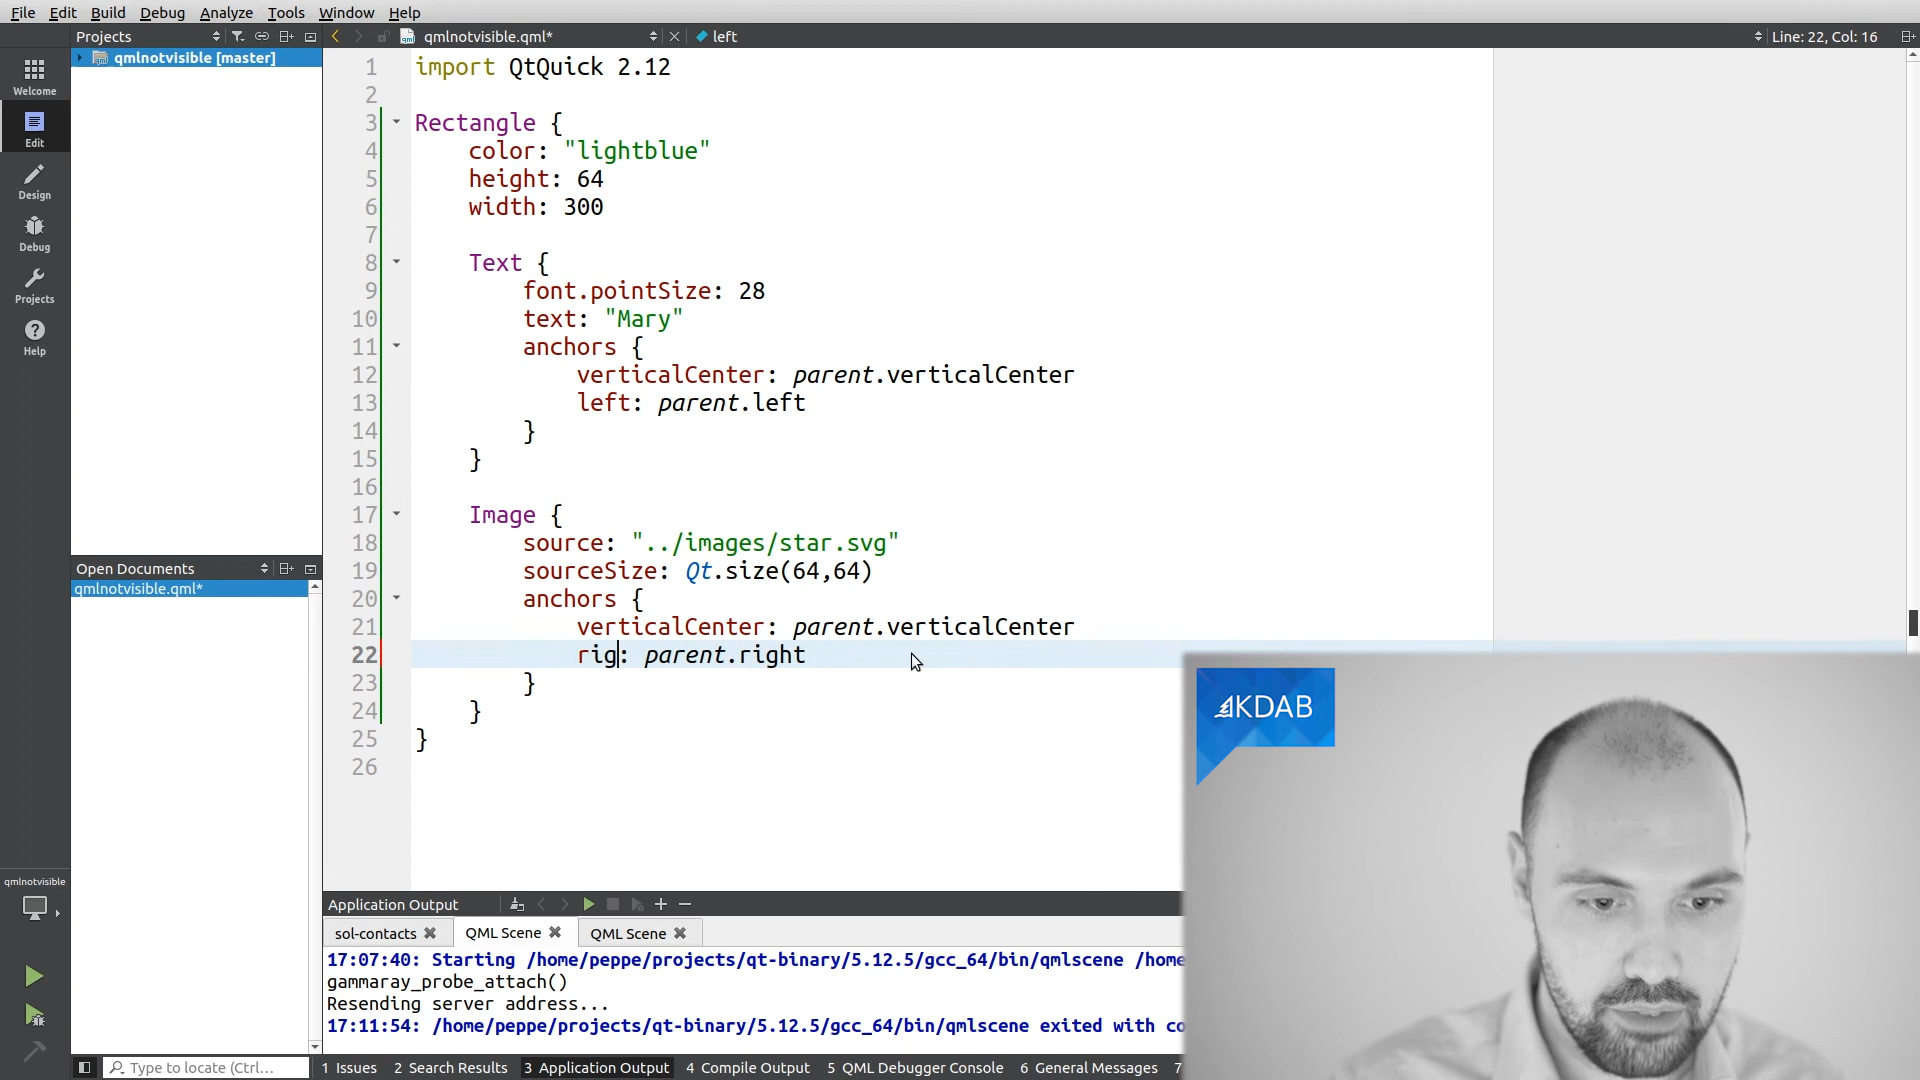 File Edit Build Debug Analyze Tools Window Help
Projects qmlnotvisible.qml* left Line: 22, Col: 16
qmlnotvisible [master]
Welcome
Edit
Design
Debug
Projects
Help
1 import QtQuick 2.12
2
3 Rectangle {
4 color: "lightblue"
5 height: 64
6 width: 300
7
8 Text {
9 font.pointSize: 28
10 text: "Mary"
11 anchors {
12 verticalCenter: parent.verticalCenter
13 left: parent.left
14 }
15 }
16
17 Image {
18 source: "../images/star.svg"
19 sourceSize: Qt.size(64,64)
20 anchors {
21 verticalCenter: parent.verticalCenter
22 rig: parent.right
23 }
24 }
25 }
26
Open Documents
qmlnotvisible.qml*
KDAB
qmlnotvisible
Application Output
sol-contacts QML Scene QML Scene
17:07:40: Starting /home/peppe/projects/qt-binary/5.12.5/gcc_64/bin/qmlscene /home
gammaray_probe_attach()
Resending server address...
17:11:54: /home/peppe/projects/qt-binary/5.12.5/gcc_64/bin/qmlscene exited with co
Type to locate (Ctrl... 1 Issues 2 Search Results 3 Application Output 4 Compile Output 5 QML Debugger Console 6 General Messages 7